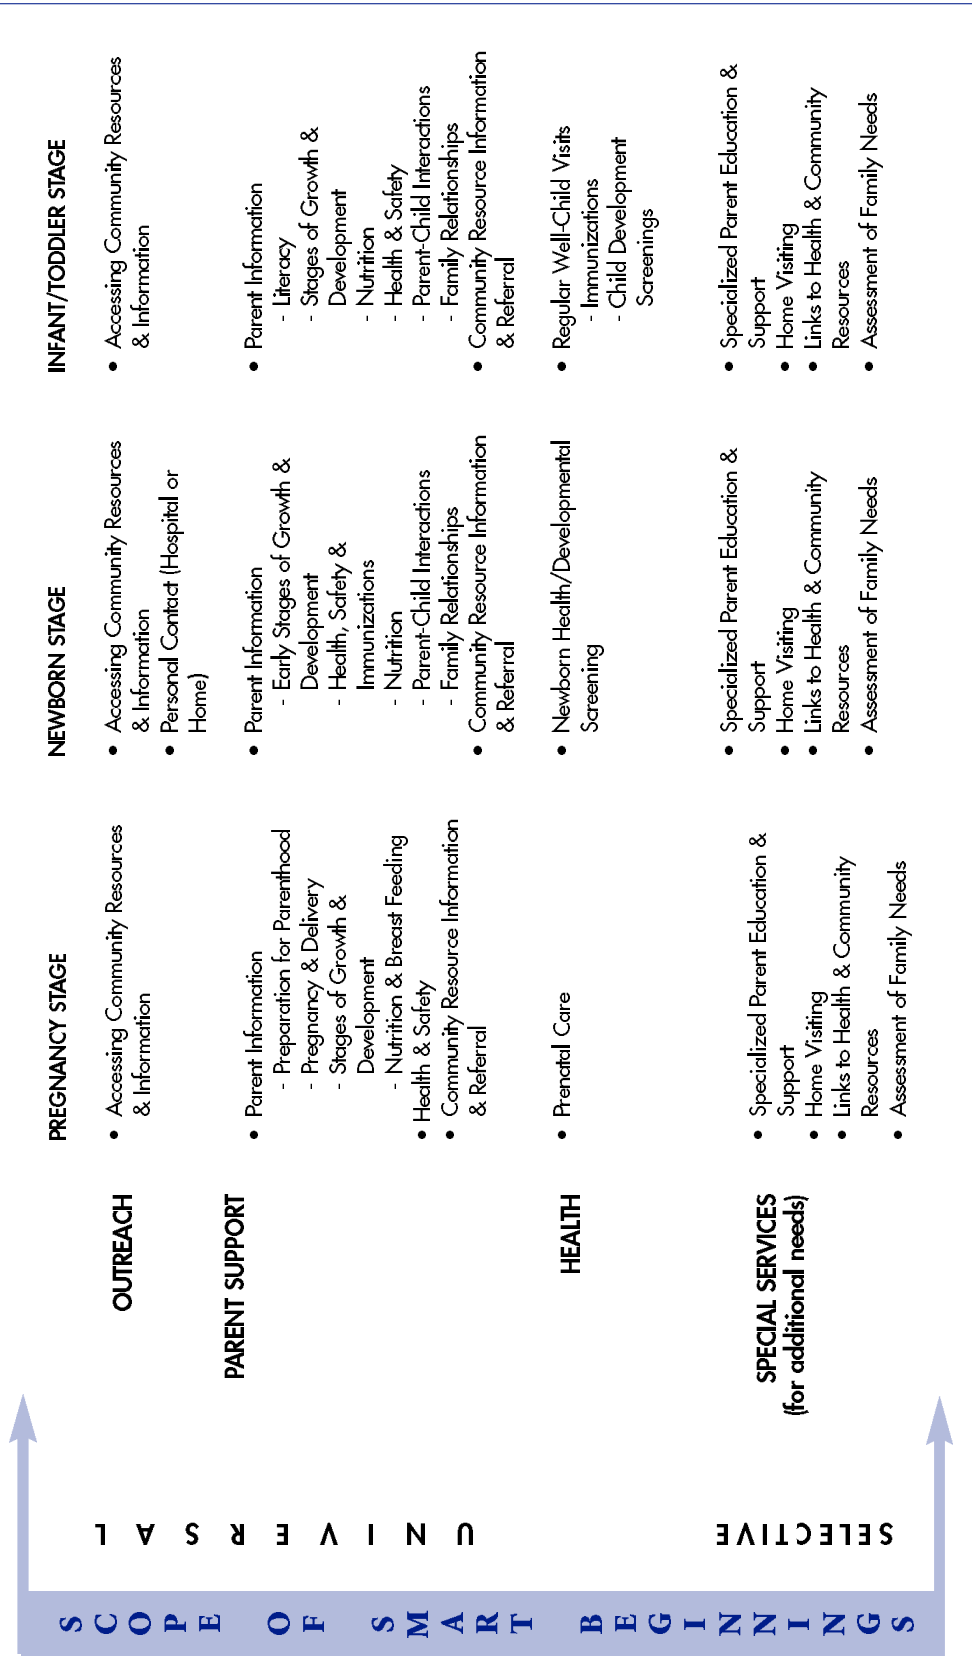 SCOPE OF SMART BEGINNINGS
UNIVERSAL
SELECTIVE
PREGNANCY STAGE
NEWBORN STAGE
INFANT/TODDLER STAGE
OUTREACH
• Accessing Community Resources
& Information
• Accessing Community Resources
& Information
• Personal Contact (Hospital or
Home)
• Accessing Community Resources
& Information
PARENT SUPPORT
• Parent Information
- Preparation for Parenthood
- Pregnancy & Delivery
- Stages of Growth &
Development
- Nutrition & Breast Feeding
• Health & Safety
• Community Resource Information
& Referral
• Parent Information
- Early Stages of Growth &
Development
- Health, Safety &
Immunizations
- Nutrition
- Parent-Child Interactions
- Family Relationships
• Community Resource Information
& Referral
• Parent Information
- Literacy
- Stages of Growth &
Development
- Nutrition
- Health & Safety
- Parent-Child Interactions
- Family Relationships
• Community Resource Information
& Referral
HEALTH
• Prenatal Care
• Newborn Health/Developmental
Screening
• Regular Well-Child Visits
- Immunizations
- Child Development
Screenings
SPECIAL SERVICES
(for additional needs)
• Specialized Parent Education &
Support
• Home Visiting
• Links to Health & Community
Resources
• Assessment of Family Needs
• Specialized Parent Education &
Support
• Home Visiting
• Links to Health & Community
Resources
• Assessment of Family Needs
• Specialized Parent Education &
Support
• Home Visiting
• Links to Health & Community
Resources
• Assessment of Family Needs